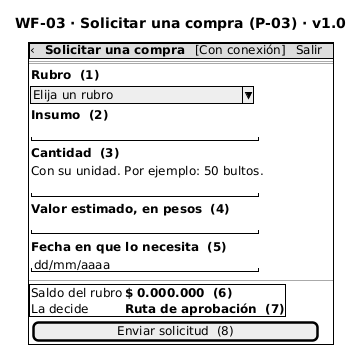 WF-03 · Solicitar una compra (P-03) · v1.0
‹ Solicitar una compra [Con conexión] Salir
Rubro (1)
Elija un rubro ▼
Insumo (2)
Cantidad (3)
Con su unidad. Por ejemplo: 50 bultos.
Valor estimado, en pesos (4)
Fecha en que lo necesita (5)
dd/mm/aaaa
Saldo del rubro $ 0.000.000 (6)
La decide Ruta de aprobación (7)
Enviar solicitud (8)